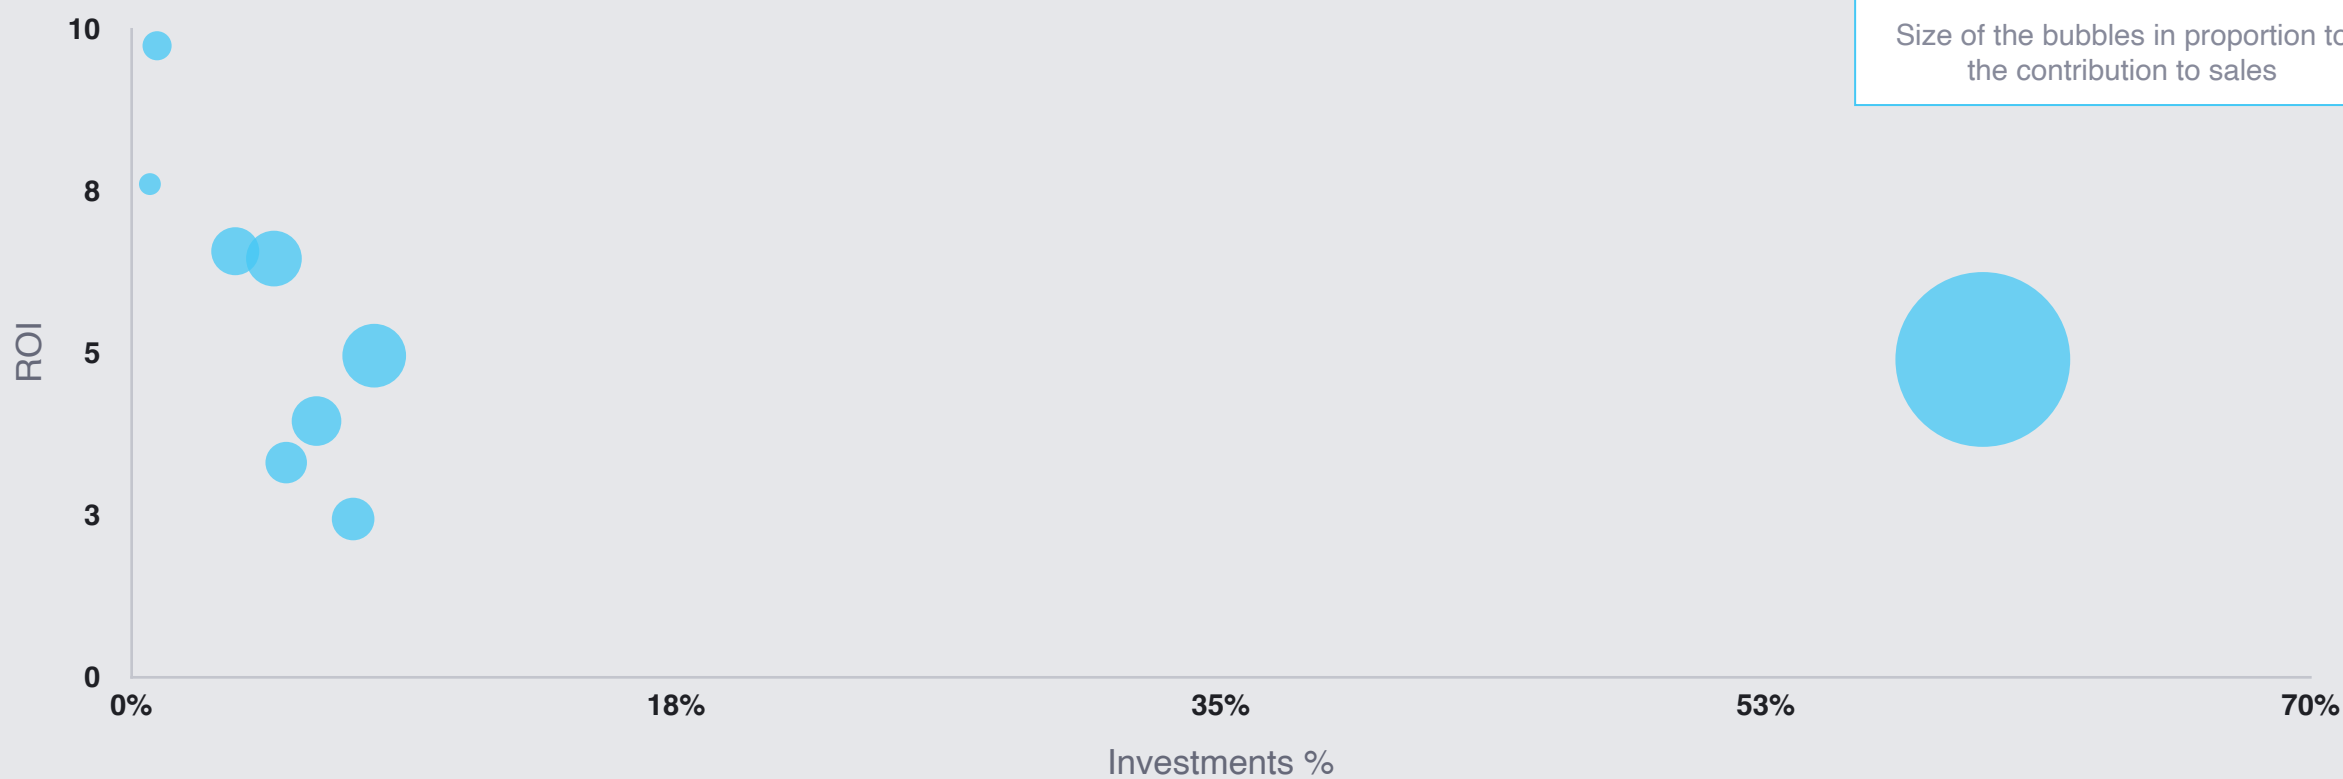 10
Size of the bubbles in proportion to
the contribution to sales
8
ROI
5
3
0
0% 18% 35% 53% 70%
Investments %